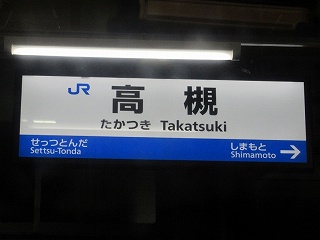 JR 高槻
たかつき Takatsuki
せっつとんだ しまもと
Settsu-Tonda Shimamoto →